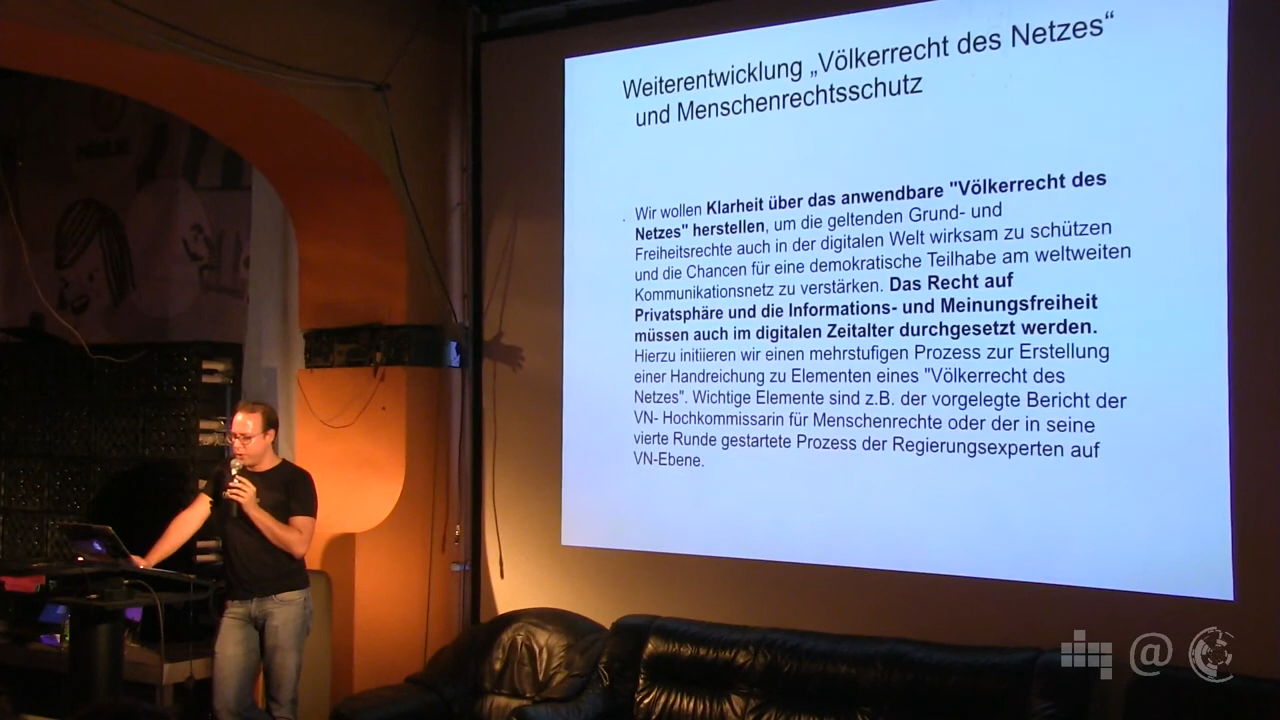 Weiterentwicklung „Völkerrecht des Netzes“
und Menschenrechtsschutz
. Wir wollen Klarheit über das anwendbare "Völkerrecht des
Netzes" herstellen, um die geltenden Grund- und
Freiheitsrechte auch in der digitalen Welt wirksam zu schützen
und die Chancen für eine demokratische Teilhabe am weltweiten
Kommunikationsnetz zu verstärken. Das Recht auf
Privatsphäre und die Informations- und Meinungsfreiheit
müssen auch im digitalen Zeitalter durchgesetzt werden.
Hierzu initiieren wir einen mehrstufigen Prozess zur Erstellung
einer Handreichung zu Elementen eines "Völkerrecht des
Netzes". Wichtige Elemente sind z.B. der vorgelegte Bericht der
VN- Hochkommissarin für Menschenrechte oder der in seine
vierte Runde gestartete Prozess der Regierungsexperten auf
VN-Ebene.
@